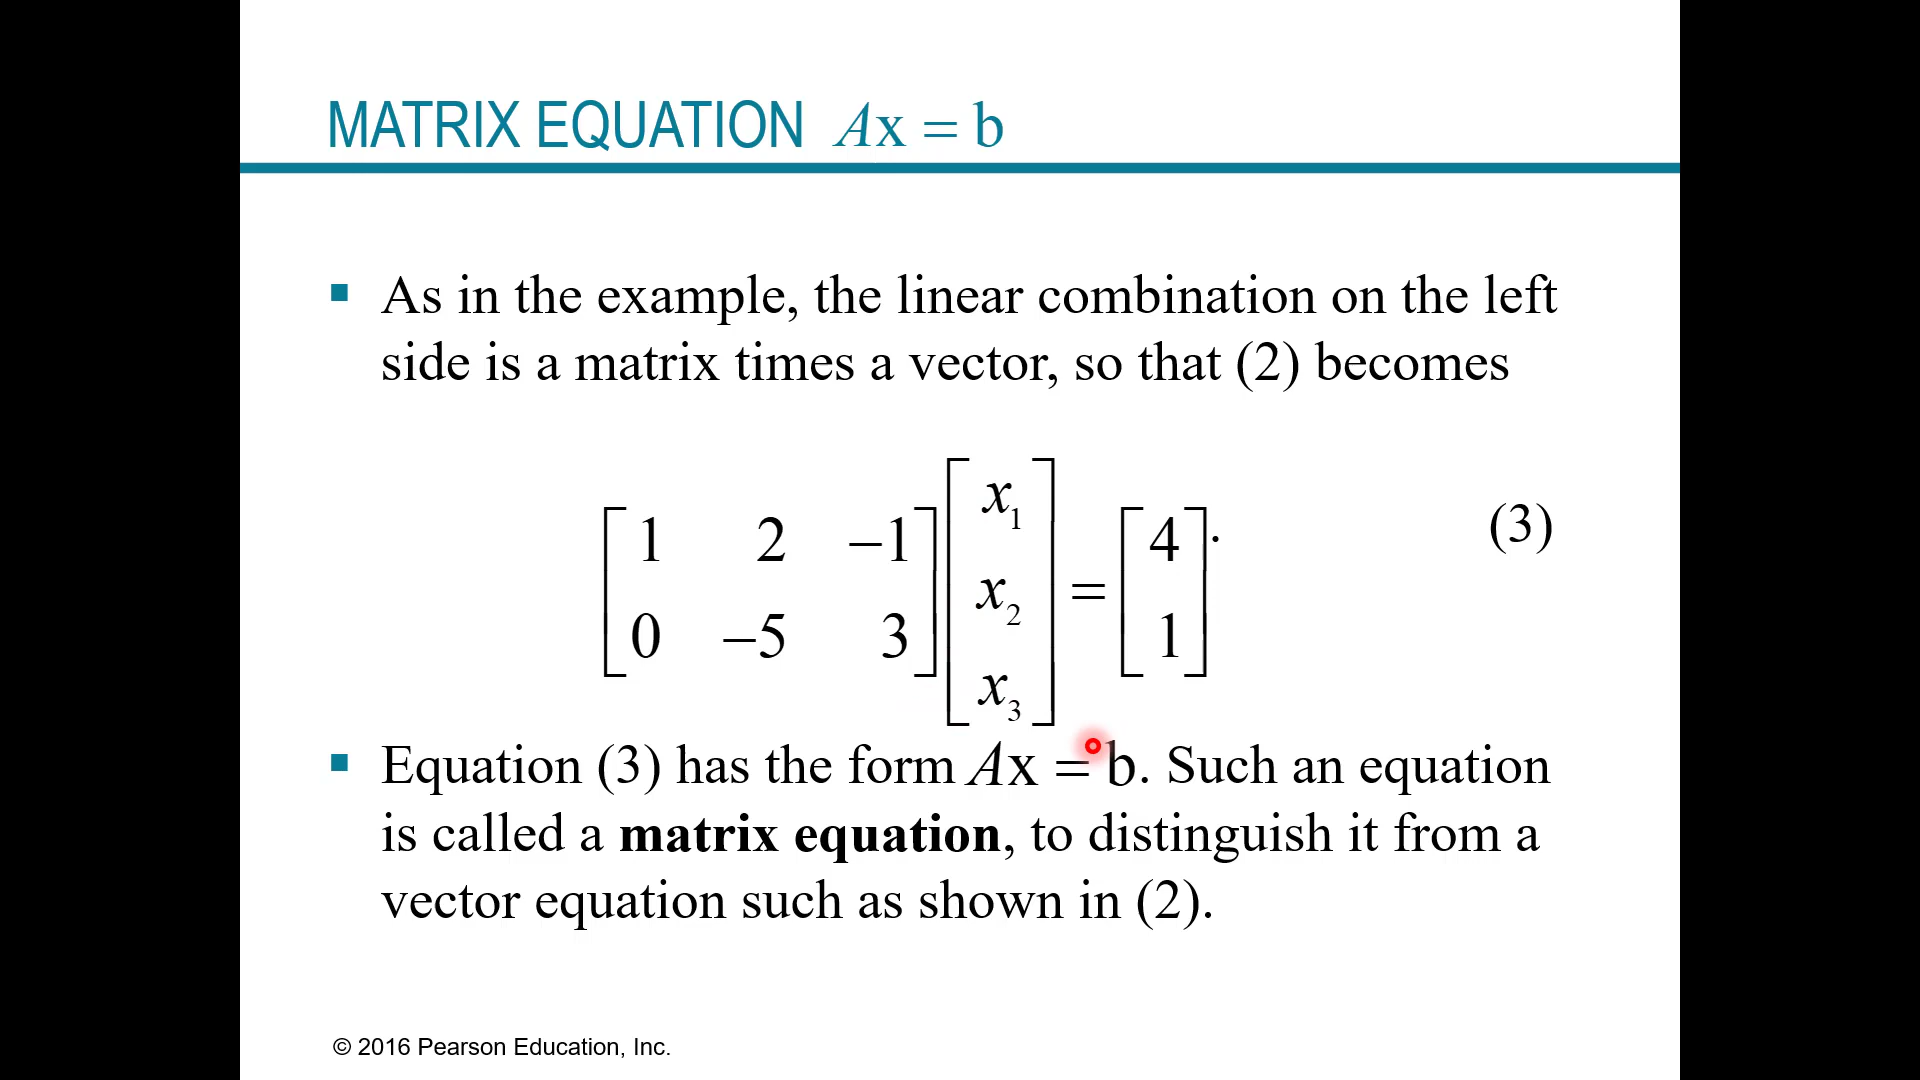 MATRIX EQUATION Ax = b
As in the example, the linear combination on the left
side is a matrix times a vector, so that (2) becomes
[1 2 −1; 0 −5 3] [x₁; x₂; x₃] = [4; 1]. (3)
Equation (3) has the form Ax = b. Such an equation
is called a matrix equation, to distinguish it from a
vector equation such as shown in (2).
© 2016 Pearson Education, Inc.